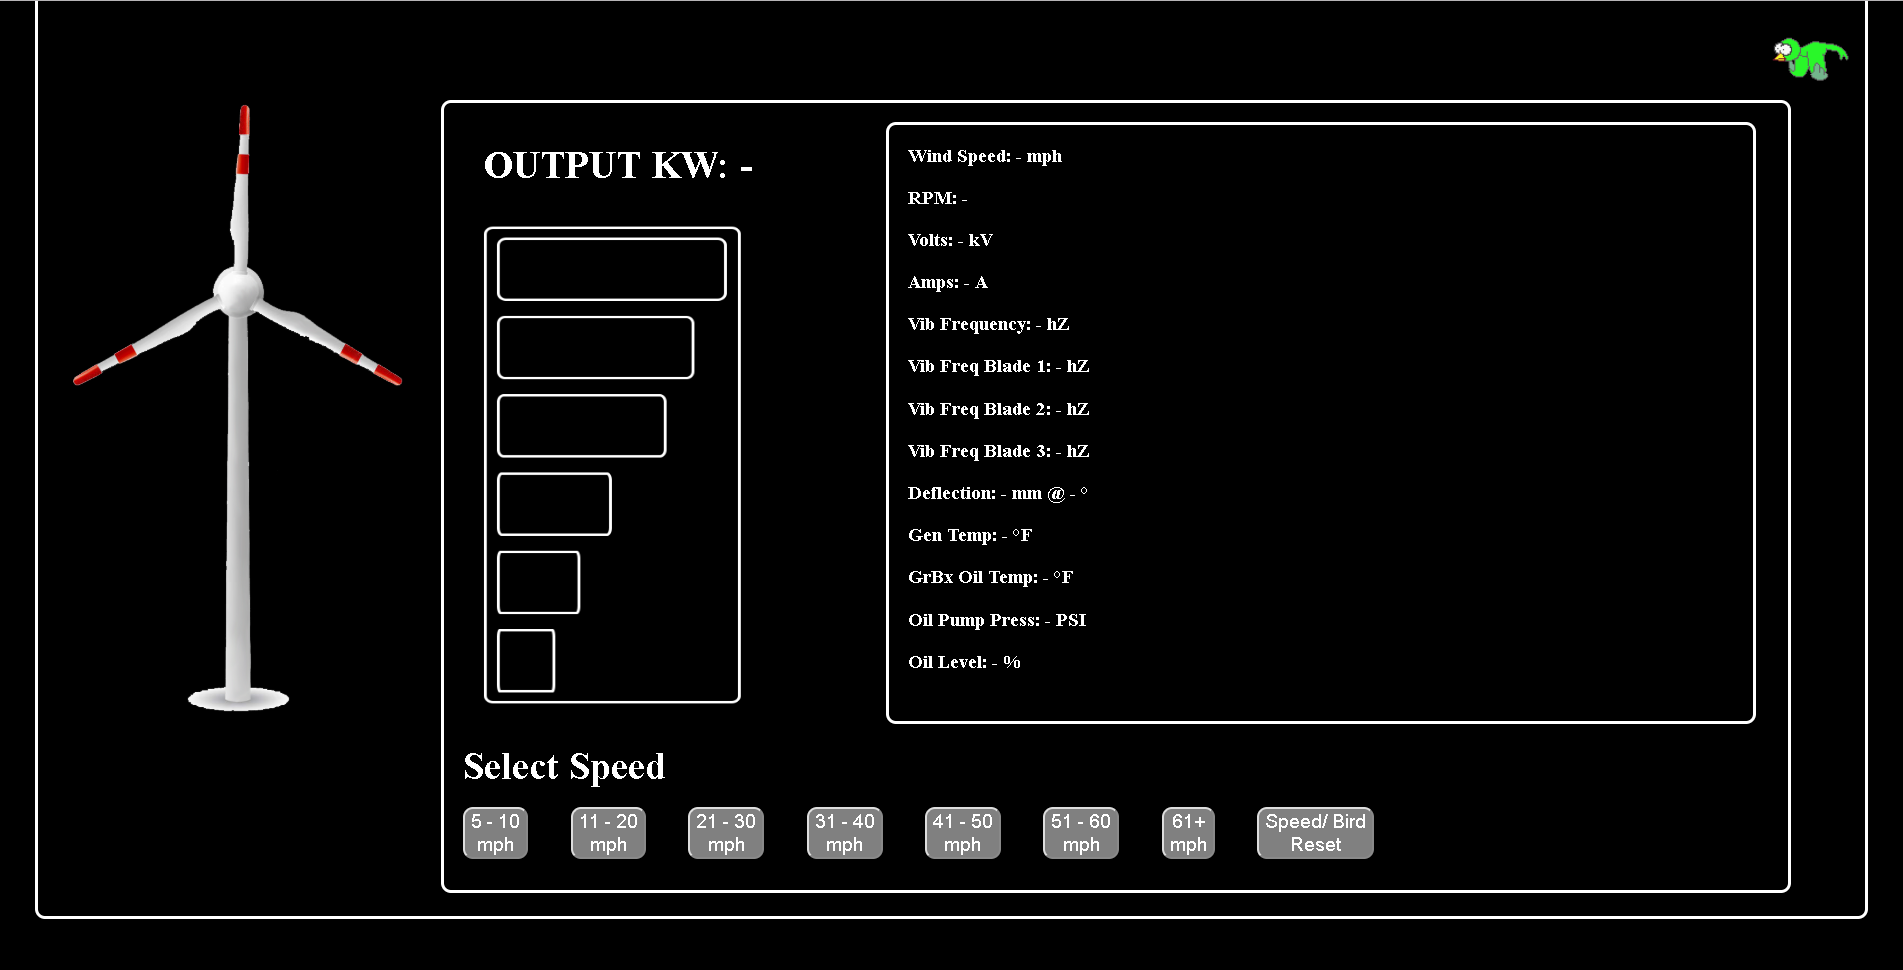 OUTPUT KW: -
Wind Speed: - mph
RPM: -
Volts: - kV
Amps: - A
Vib Frequency: - hZ
Vib Freq Blade 1: - hZ
Vib Freq Blade 2: - hZ
Vib Freq Blade 3: - hZ
Deflection: - mm @ - °
Gen Temp: - °F
GrBx Oil Temp: - °F
Oil Pump Press: - PSI
Oil Level: - %
Select Speed
5 - 10
mph
11 - 20
mph
21 - 30
mph
31 - 40
mph
41 - 50
mph
51 - 60
mph
61+
mph
Speed/ Bird
Reset